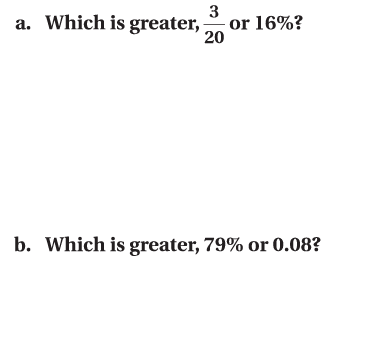 a. Which is greater, 3/20 or 16%?
b. Which is greater, 79% or 0.08?